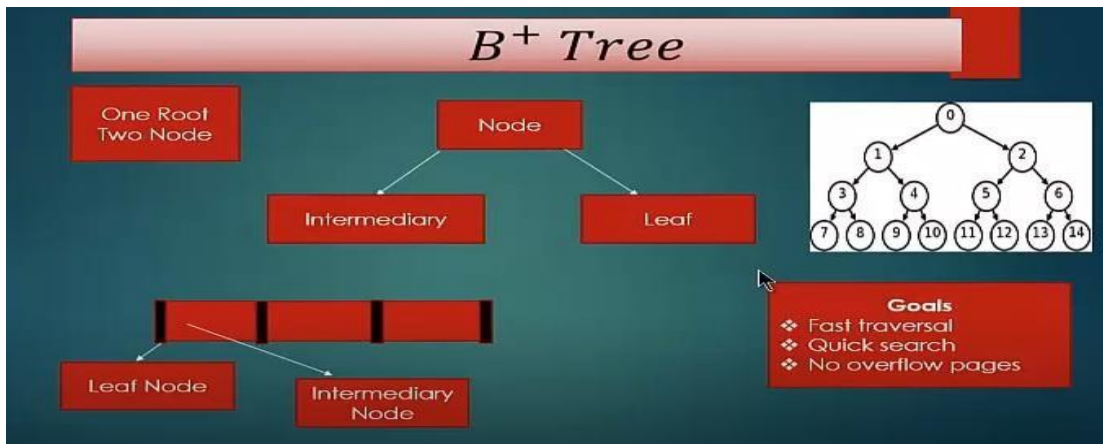 B⁺ Tree
One Root
Two Node
Node
Intermediary
Leaf
0
1 2
3 4 5 6
7 8 9 10 11 12 13 14
Leaf Node
Intermediary
Node
Goals
❖ Fast traversal
❖ Quick search
❖ No overflow pages